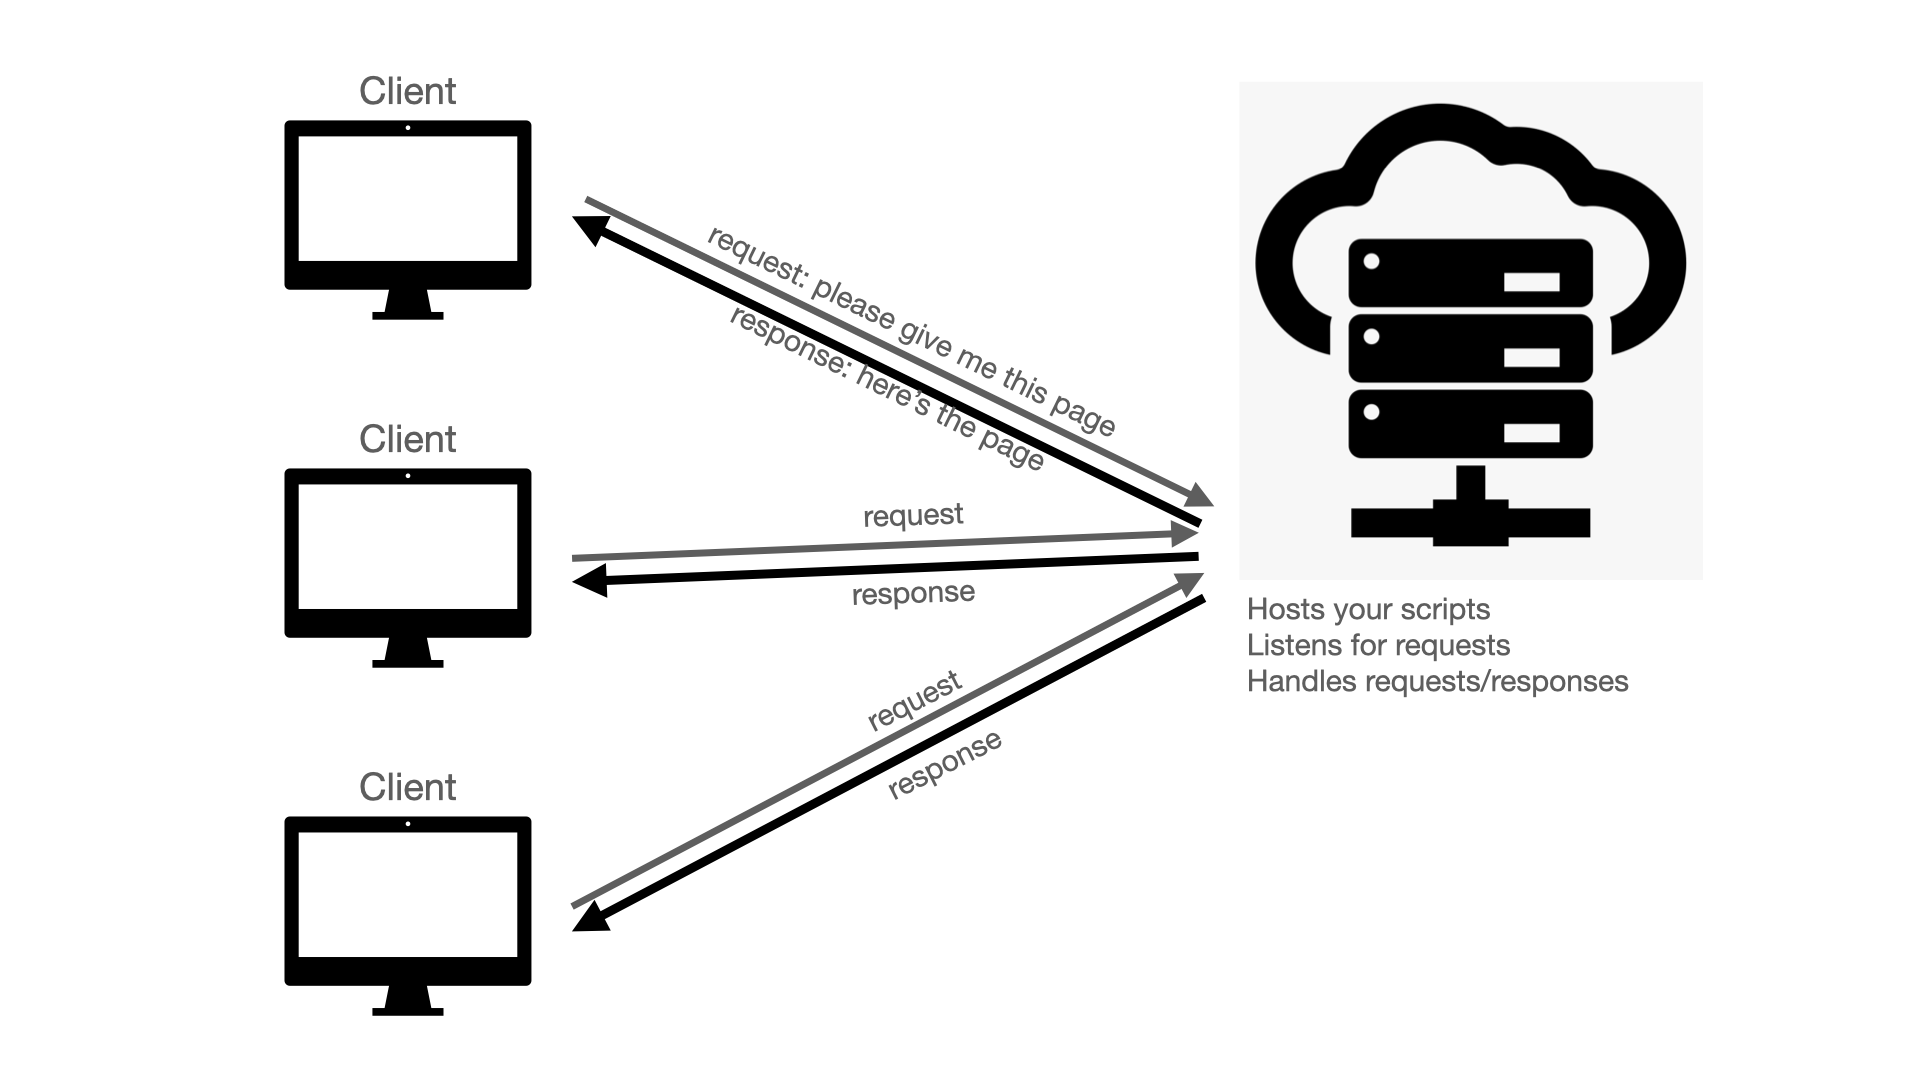 Client
request: please give me this page
response: here's the page
Client
request
response
Hosts your scripts
Listens for requests
Handles requests/responses
request
response
Client